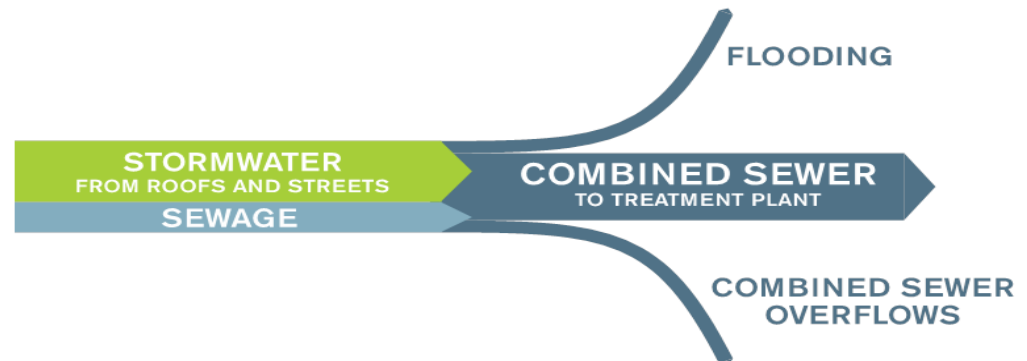 FLOODING
STORMWATER
FROM ROOFS AND STREETS
SEWAGE
COMBINED SEWER
TO TREATMENT PLANT
COMBINED SEWER
OVERFLOWS